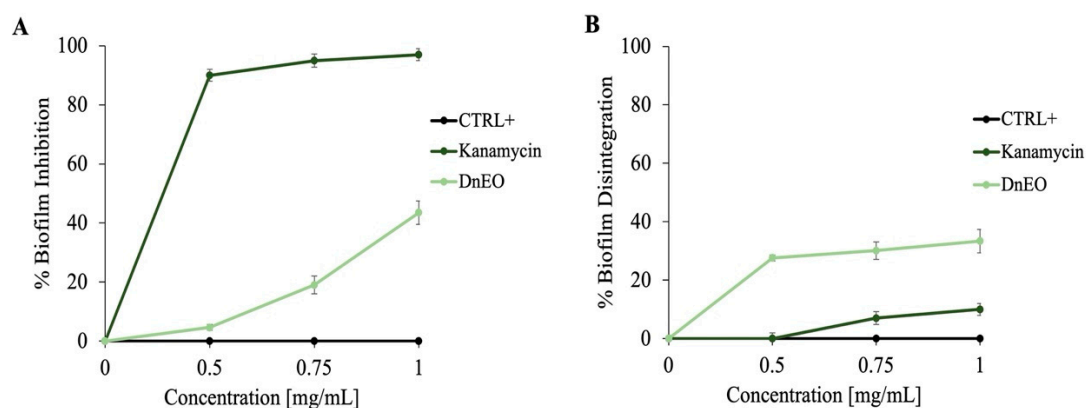 A
% Biofilm Inhibition
100
80
60
40
20
0
0 0.5 0.75 1
Concentration [mg/mL]
CTRL+
Kanamycin
DnEO
B
% Biofilm Disintegration
100
80
60
40
20
0
0 0.5 0.75 1
Concentration [mg/mL]
CTRL+
Kanamycin
DnEO